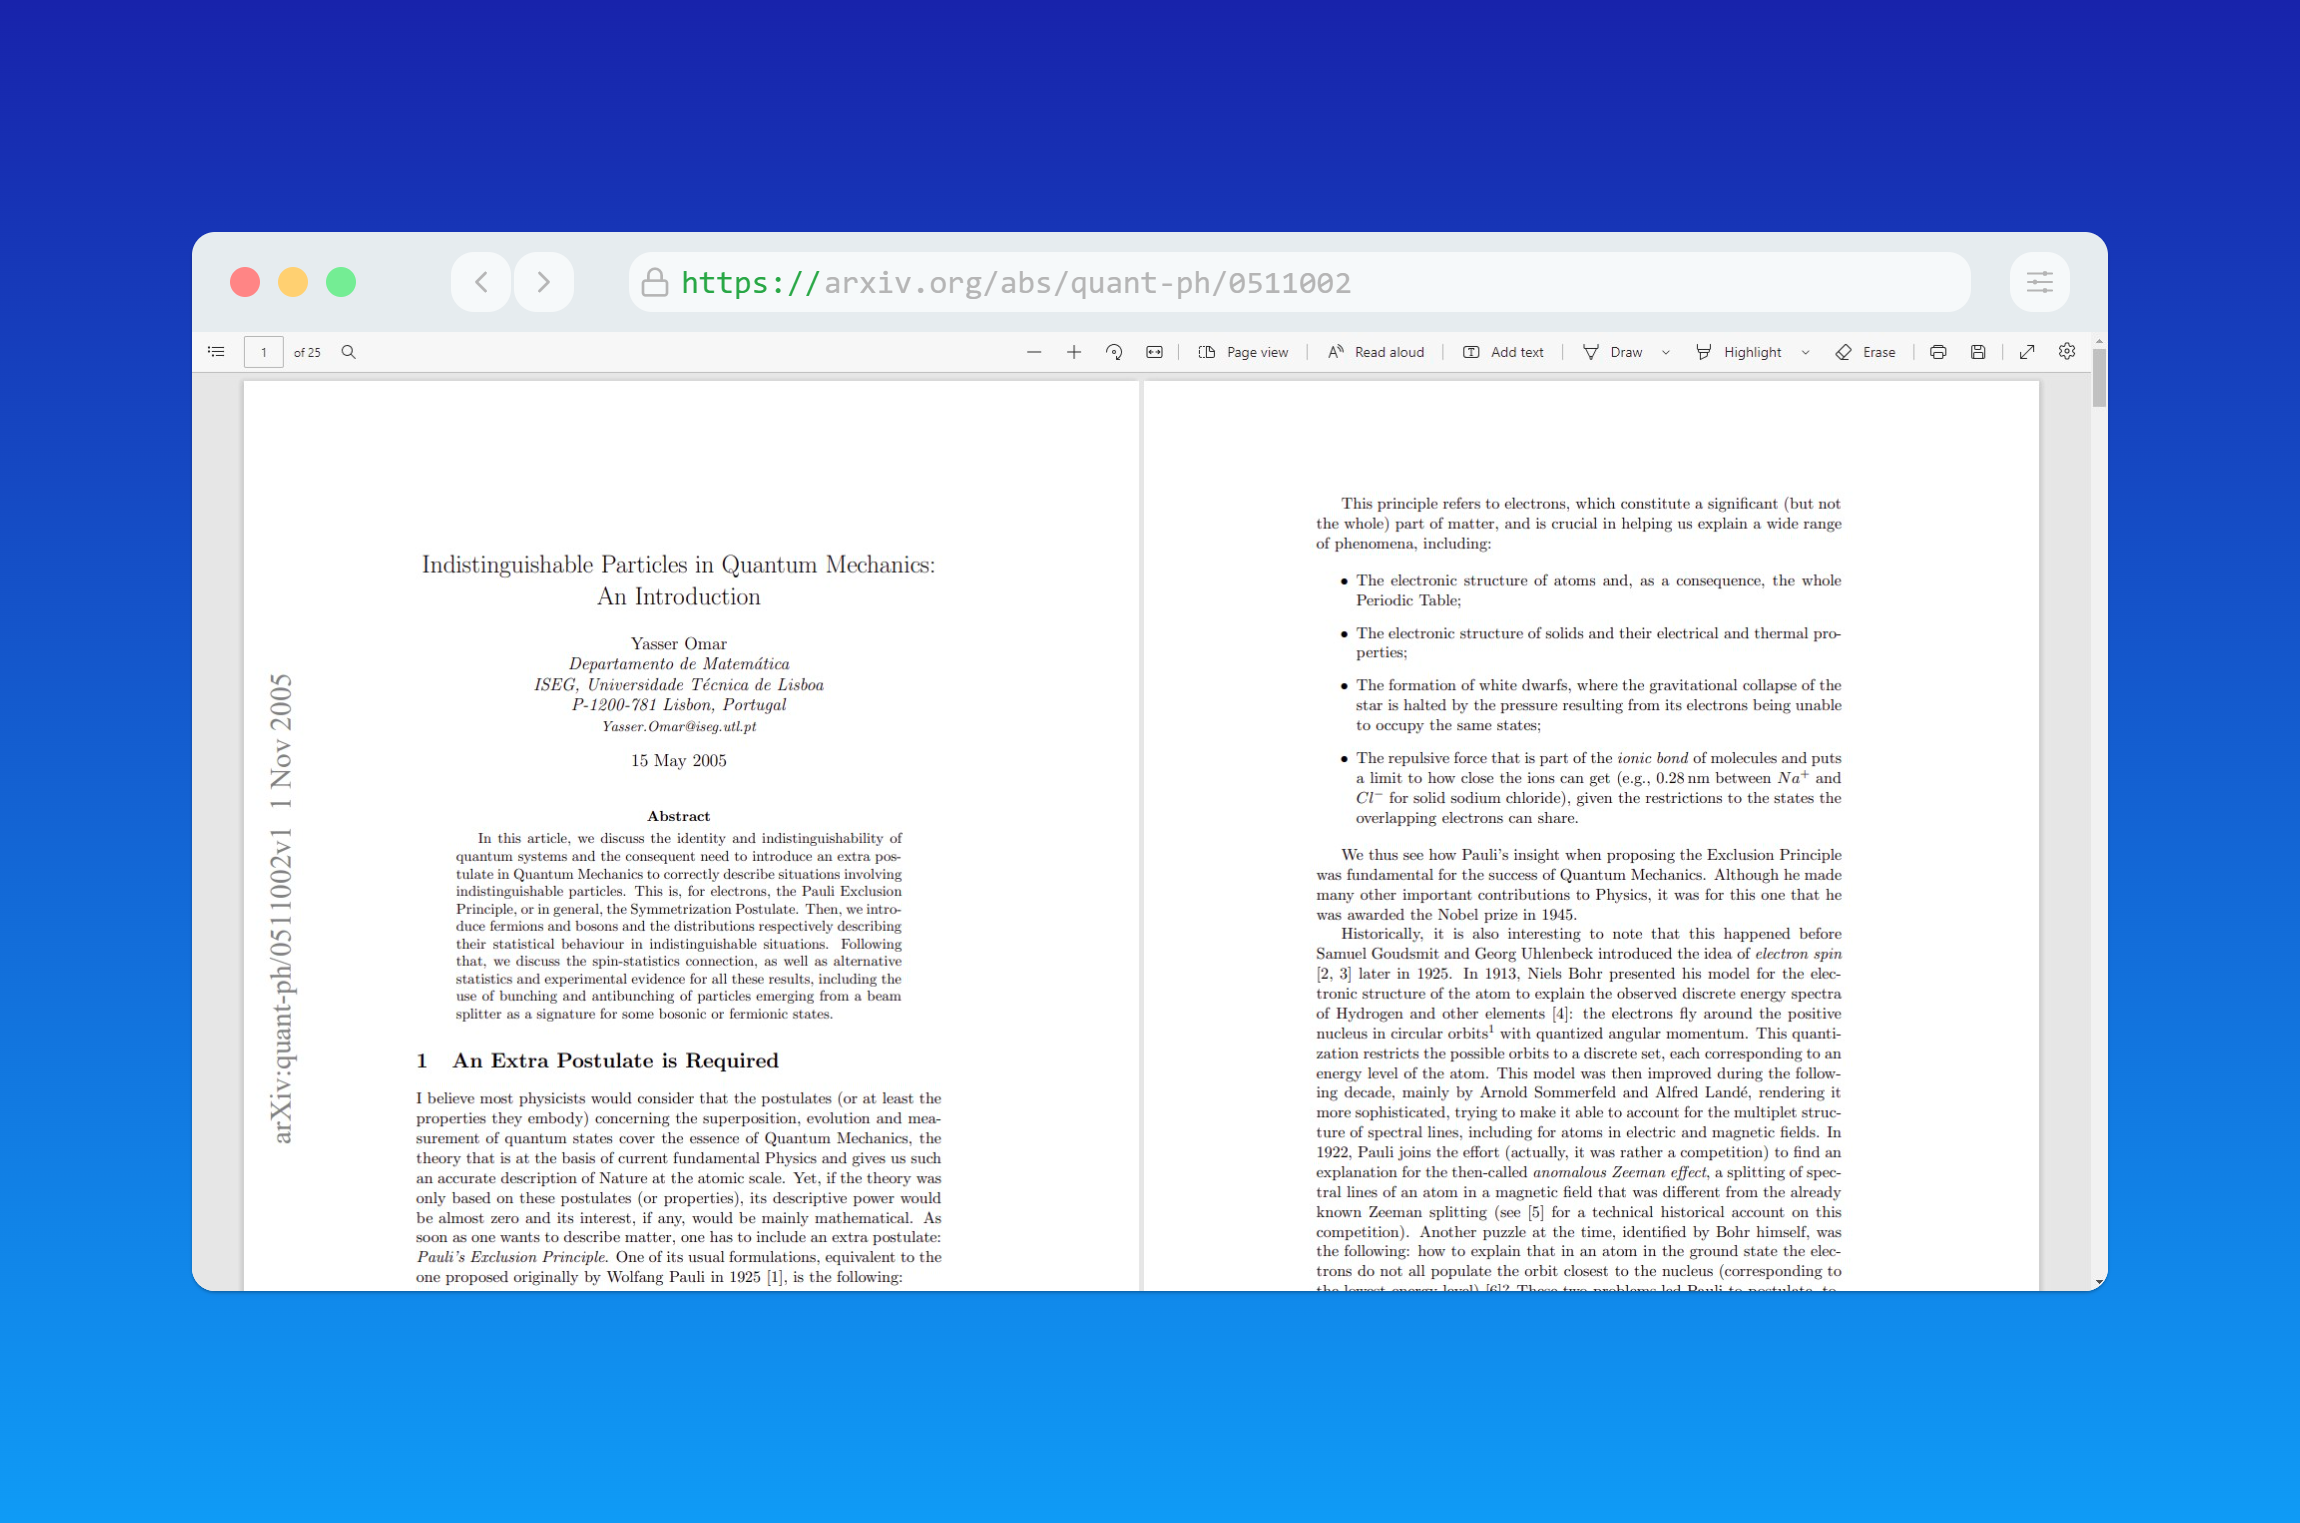 https://arxiv.org/abs/quant-ph/0511002
1 of 25
Page view
Read aloud
Add text
Draw
Highlight
Erase
arXiv:quant-ph/0511002v1 1 Nov 2005
Indistinguishable Particles in Quantum Mechanics:
An Introduction
Yasser Omar
Departamento de Matemática
ISEG, Universidade Técnica de Lisboa
P-1200-781 Lisbon, Portugal
Yasser.Omar@iseg.utl.pt
15 May 2005
Abstract
In this article, we discuss the identity and indistinguishability of
quantum systems and the consequent need to introduce an extra pos-
tulate in Quantum Mechanics to correctly describe situations involving
indistinguishable particles. This is, for electrons, the Pauli Exclusion
Principle, or in general, the Symmetrization Postulate. Then, we intro-
duce fermions and bosons and the distributions respectively describing
their statistical behaviour in indistinguishable situations. Following
that, we discuss the spin-statistics connection, as well as alternative
statistics and experimental evidence for all these results, including the
use of bunching and antibunching of particles emerging from a beam
splitter as a signature for some bosonic or fermionic states.
1 An Extra Postulate is Required
I believe most physicists would consider that the postulates (or at least the
properties they embody) concerning the superposition, evolution and mea-
surement of quantum states cover the essence of Quantum Mechanics, the
theory that is at the basis of current fundamental Physics and gives us such
an accurate description of Nature at the atomic scale. Yet, if the theory was
only based on these postulates (or properties), its descriptive power would
be almost zero and its interest, if any, would be mainly mathematical. As
soon as one wants to describe matter, one has to include an extra postulate:
Pauli's Exclusion Principle. One of its usual formulations, equivalent to the
one proposed originally by Wolfang Pauli in 1925 [1], is the following:
This principle refers to electrons, which constitute a significant (but not
the whole) part of matter, and is crucial in helping us explain a wide range
of phenomena, including:
• The electronic structure of atoms and, as a consequence, the whole
Periodic Table;
• The electronic structure of solids and their electrical and thermal pro-
perties;
• The formation of white dwarfs, where the gravitational collapse of the
star is halted by the pressure resulting from its electrons being unable
to occupy the same states;
• The repulsive force that is part of the ionic bond of molecules and puts
a limit to how close the ions can get (e.g., 0.28 nm between Na⁺ and
Cl⁻ for solid sodium chloride), given the restrictions to the states the
overlapping electrons can share.
We thus see how Pauli's insight when proposing the Exclusion Principle
was fundamental for the success of Quantum Mechanics. Although he made
many other important contributions to Physics, it was for this one that he
was awarded the Nobel prize in 1945.
Historically, it is also interesting to note that this happened before
Samuel Goudsmit and Georg Uhlenbeck introduced the idea of electron spin
[2, 3] later in 1925. In 1913, Niels Bohr presented his model for the elec-
tronic structure of the atom to explain the observed discrete energy spectra
of Hydrogen and other elements [4]: the electrons fly around the positive
nucleus in circular orbits¹ with quantized angular momentum. This quanti-
zation restricts the possible orbits to a discrete set, each corresponding to an
energy level of the atom. This model was then improved during the follow-
ing decade, mainly by Arnold Sommerfeld and Alfred Landé, rendering it
more sophisticated, trying to make it able to account for the multiplet struc-
ture of spectral lines, including for atoms in electric and magnetic fields. In
1922, Pauli joins the effort (actually, it was rather a competition) to find an
explanation for the then-called anomalous Zeeman effect, a splitting of spec-
tral lines of an atom in a magnetic field that was different from the already
known Zeeman splitting (see [5] for a technical historical account on this
competition). Another puzzle at the time, identified by Bohr himself, was
the following: how to explain that in an atom in the ground state the elec-
trons do not all populate the orbit closest to the nucleus (corresponding to
the lowest energy level) [6]? These two problems led Pauli to postulate, to-